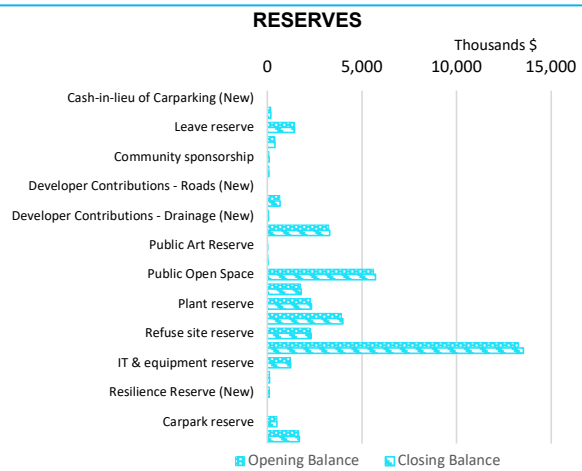 RESERVES
Thousands $
0 5,000 10,000 15,000
Cash-in-lieu of Carparking (New)
Leave reserve
Community sponsorship
Developer Contributions - Roads (New)
Developer Contributions - Drainage (New)
Public Art Reserve
Public Open Space
Plant reserve
Refuse site reserve
IT & equipment reserve
Resilience Reserve (New)
Carpark reserve
Opening Balance Closing Balance